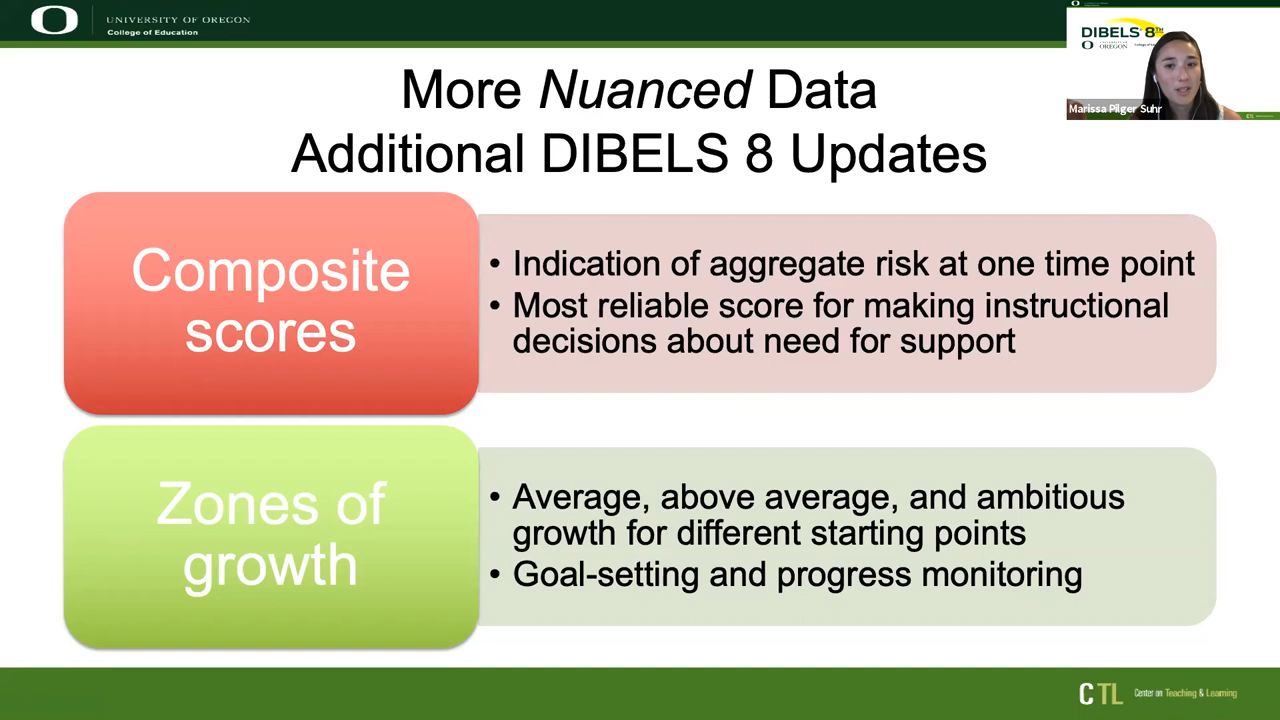 UNIVERSITY OF OREGON
College of Education
DIBELS 8TH
OREGON
Marissa Pilger Suhr
More Nuanced Data
Additional DIBELS 8 Updates
Composite
scores
• Indication of aggregate risk at one time point
• Most reliable score for making instructional
decisions about need for support
Zones of
growth
• Average, above average, and ambitious
growth for different starting points
• Goal-setting and progress monitoring
CTL Center on Teaching & Learning